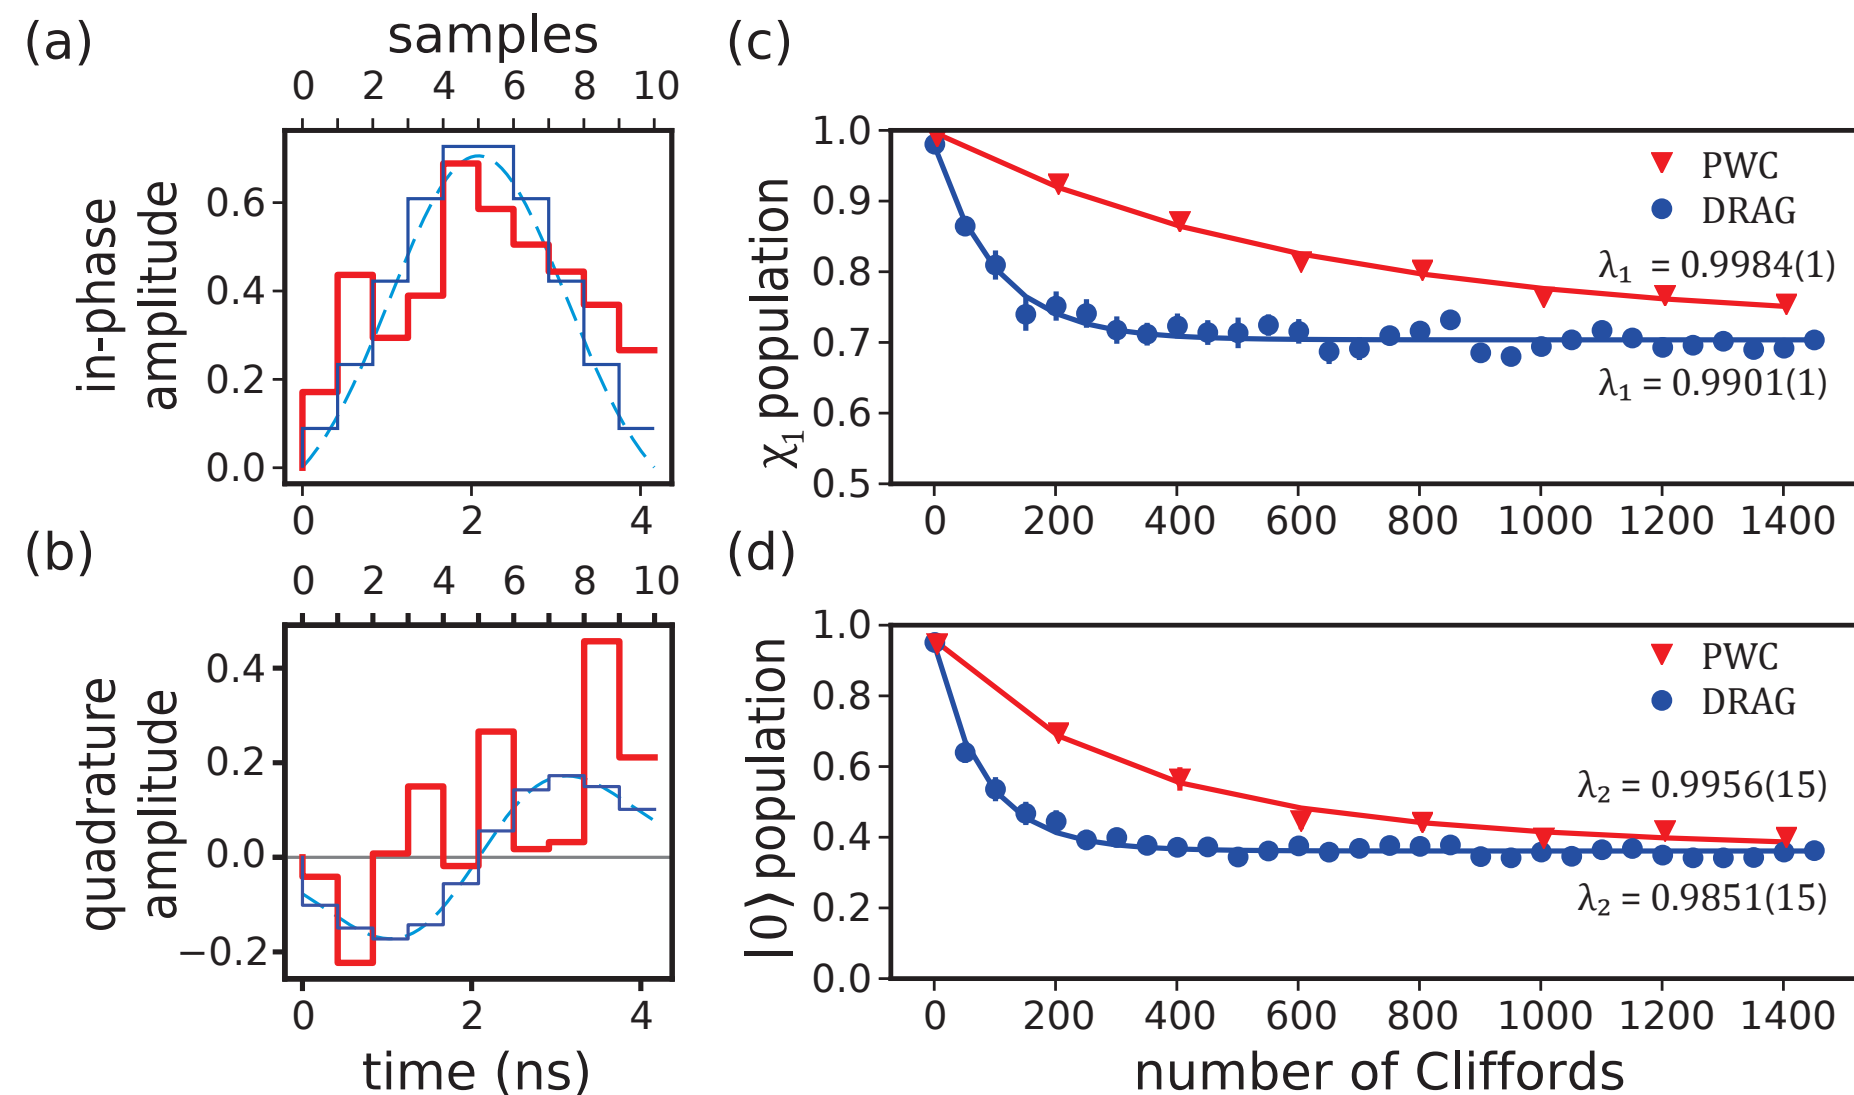 (a)
samples
0 2 4 6 8 10
in-phase
amplitude
0.6
0.4
0.2
0.0
0 2 4
(b)
0 2 4 6 8 10
quadrature
amplitude
0.4
0.2
0.0
−0.2
0 2 4
time (ns)
(c)
χ₁ population
1.0
0.9
0.8
0.7
0.6
0.5
PWC
DRAG
λ₁ = 0.9984(1)
λ₁ = 0.9901(1)
0 200 400 600 800 1000 1200 1400
(d)
|0⟩ population
1.0
0.8
0.6
0.4
0.2
0.0
PWC
DRAG
λ₂ = 0.9956(15)
λ₂ = 0.9851(15)
0 200 400 600 800 1000 1200 1400
number of Cliffords